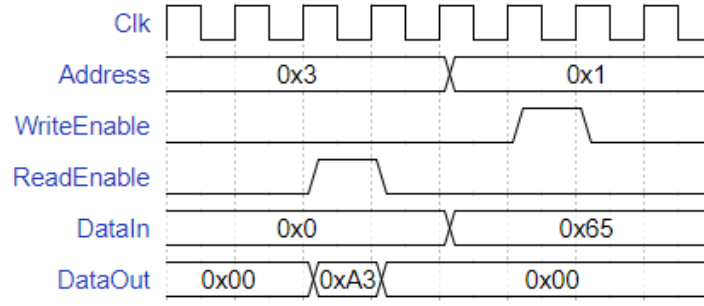 Clk
Address 0x3 0x1
WriteEnable
ReadEnable
DataIn 0x0 0x65
DataOut 0x00 0xA3 0x00